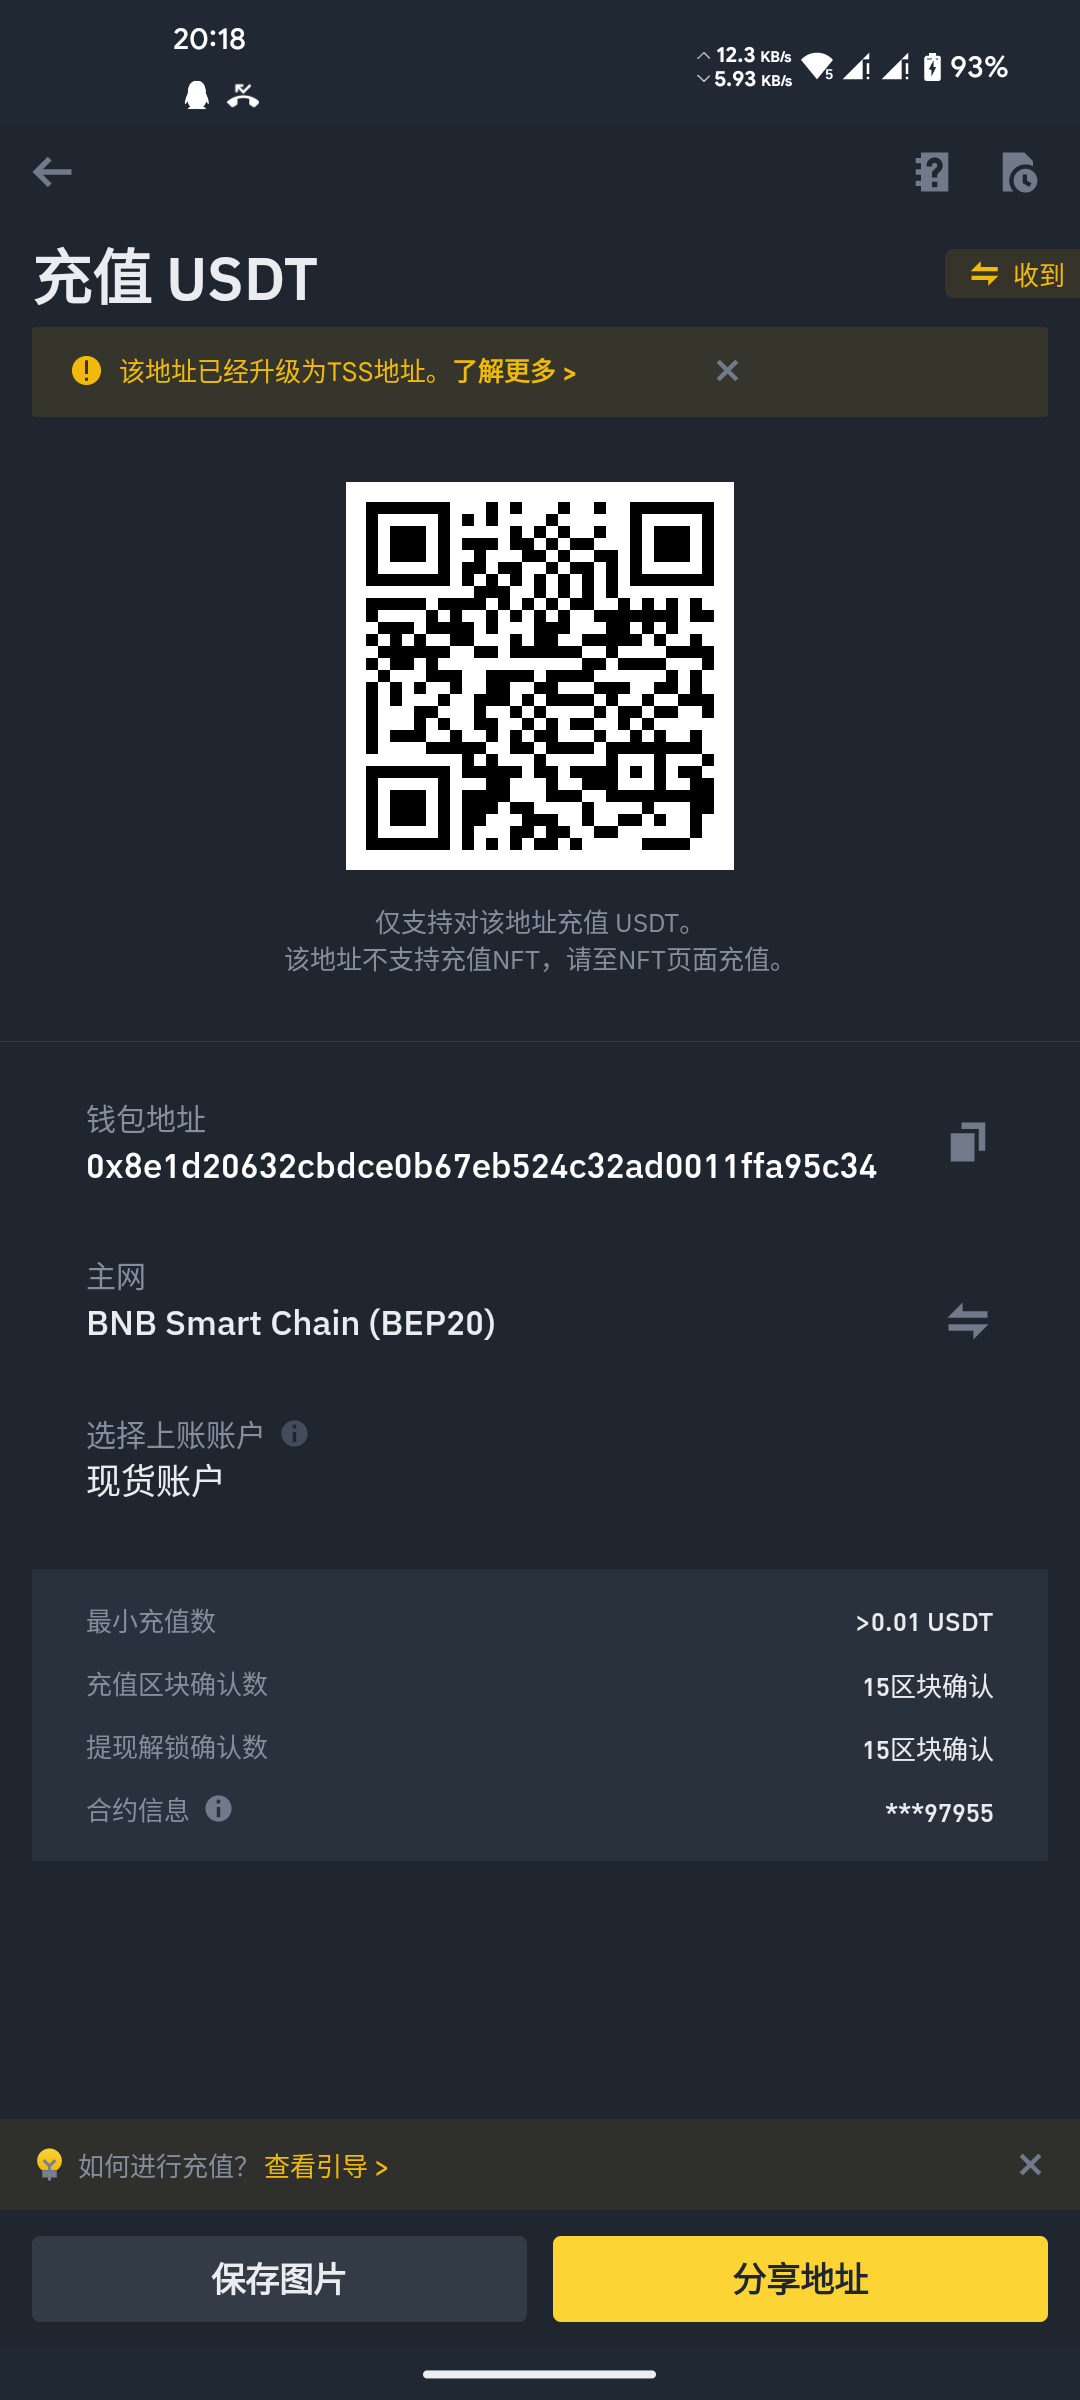 20:18
12.3 KB/s
5.93 KB/s
5
93%
充值 USDT
收到
该地址已经升级为TSS地址。了解更多 >
仅支持对该地址充值 USDT。
该地址不支持充值NFT，请至NFT页面充值。
钱包地址
0x8e1d20632cbdce0b67eb524c32ad0011ffa95c34
主网
BNB Smart Chain (BEP20)
选择上账账户
现货账户
最小充值数
>0.01 USDT
充值区块确认数
15区块确认
提现解锁确认数
15区块确认
合约信息
***97955
如何进行充值？ 查看引导 >
保存图片
分享地址